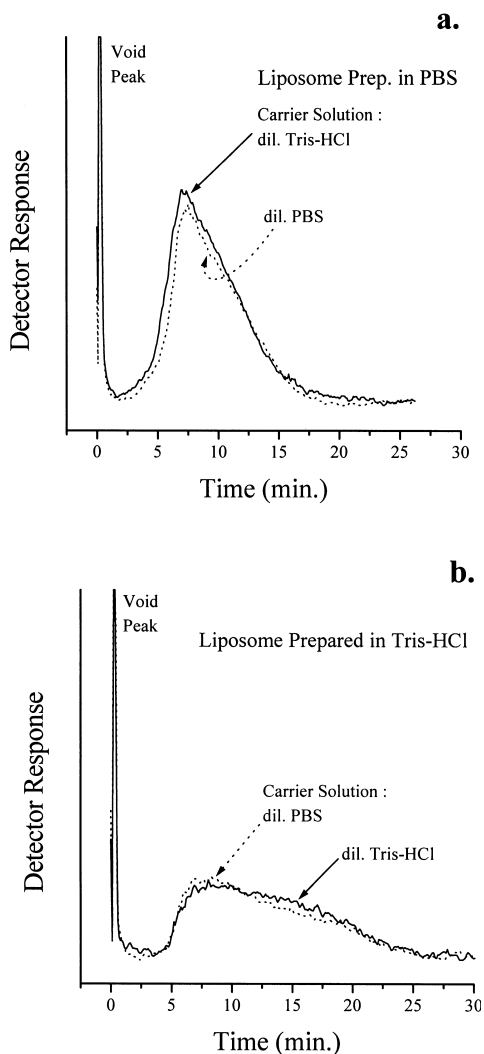 a.
Void
Peak
Liposome Prep. in PBS
Carrier Solution :
dil. Tris-HCl
dil. PBS
Detector Response
0 5 10 15 20 25 30
Time (min.)
b.
Void
Peak
Liposome Prepared in Tris-HCl
Carrier Solution :
dil. PBS
dil. Tris-HCl
Detector Response
0 5 10 15 20 25 30
Time (min.)